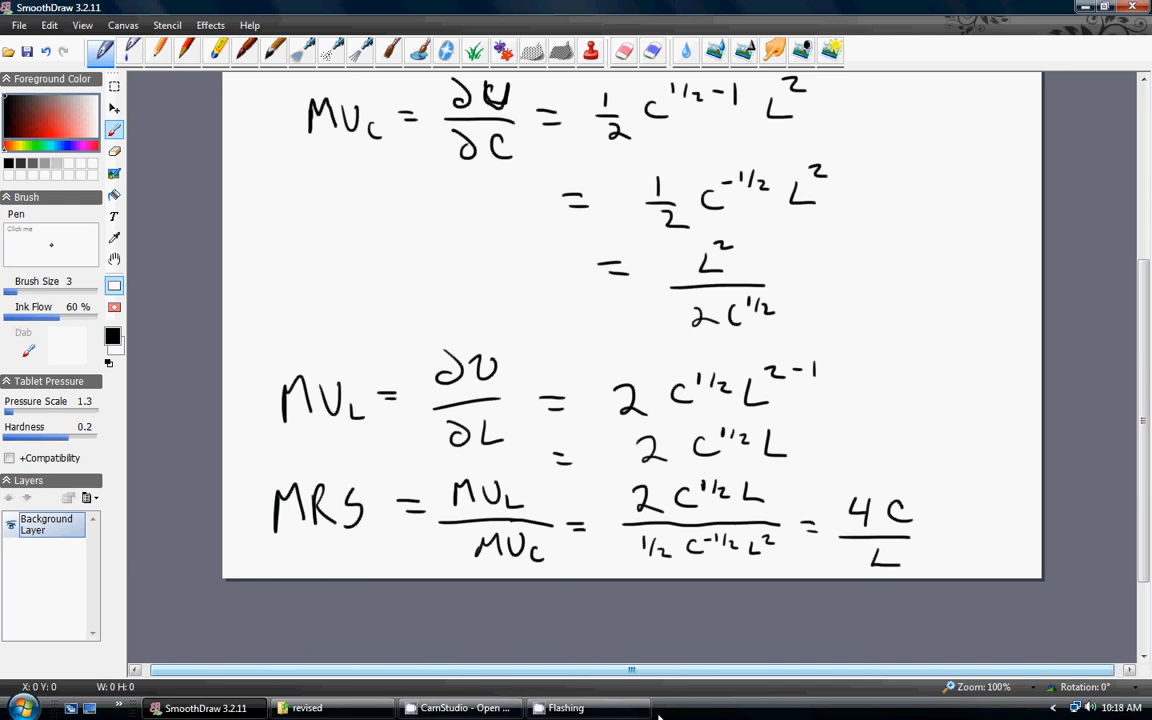 SmoothDraw 3.2.11
File Edit View Canvas Stencil Effects Help
Foreground Color
Brush
Pen
Click me
Brush Size 3
Ink Flow 60 %
Dab
Tablet Pressure
Pressure Scale 1.3
Hardness 0.2
+Compatibility
Layers
Background Layer
MU_C = ∂U/∂C = 1/2 C^(1/2-1) L^2
= 1/2 C^(-1/2) L^2
= L^2 / 2C^(1/2)
MU_L = ∂U/∂L = 2 C^(1/2) L^(2-1)
= 2 C^(1/2) L
MRS = MU_L/MU_C = 2 C^(1/2) L / 1/2 C^(-1/2) L^2 = 4C/L
X: 0 Y: 0 W: 0 H: 0 Zoom: 100% Rotation: 0°
SmoothDraw 3.2.11 revised CamStudio - Open ... Flashing 10:18 AM